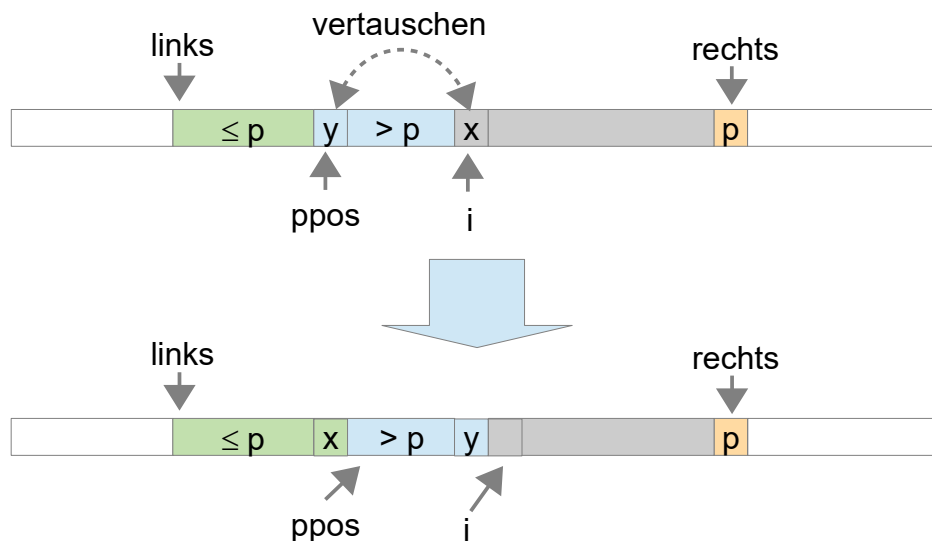 vertauschen
links
rechts
≤ p y > p x p
ppos
i
links
rechts
≤ p x > p y p
ppos
i